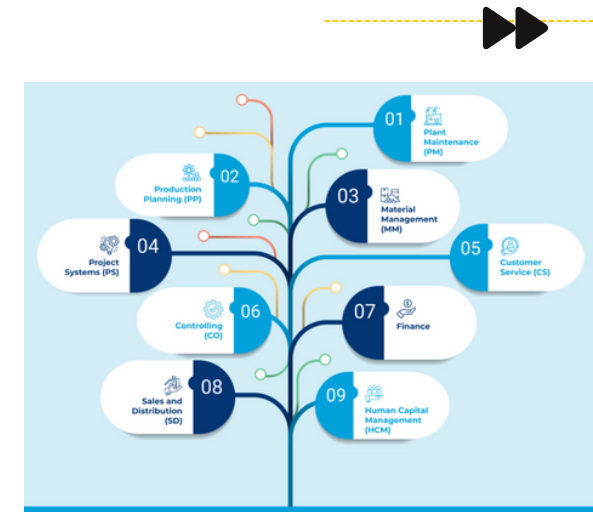 01
Plant
Maintenance
(PM)
02
Production
Planning (PP)
03
Material
Management
(MM)
04
Project
Systems (PS)
05
Customer
Service (CS)
06
Controlling
(CO)
07
Finance
08
Sales and
Distribution
(SD)
09
Human Capital
Management
(HCM)